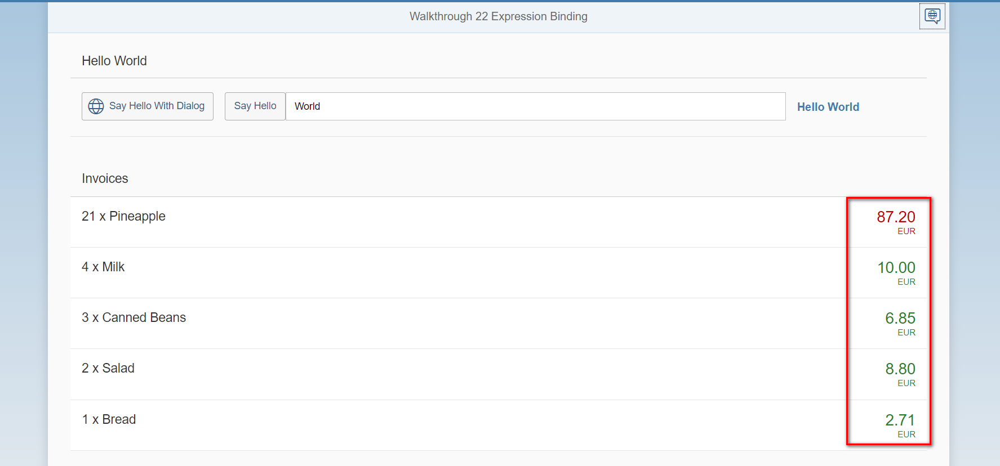 Walkthrough 22 Expression Binding
Hello World
Say Hello With Dialog Say Hello World Hello World
Invoices
21 x Pineapple 87.20
EUR
4 x Milk 10.00
EUR
3 x Canned Beans 6.85
EUR
2 x Salad 8.80
EUR
1 x Bread 2.71
EUR